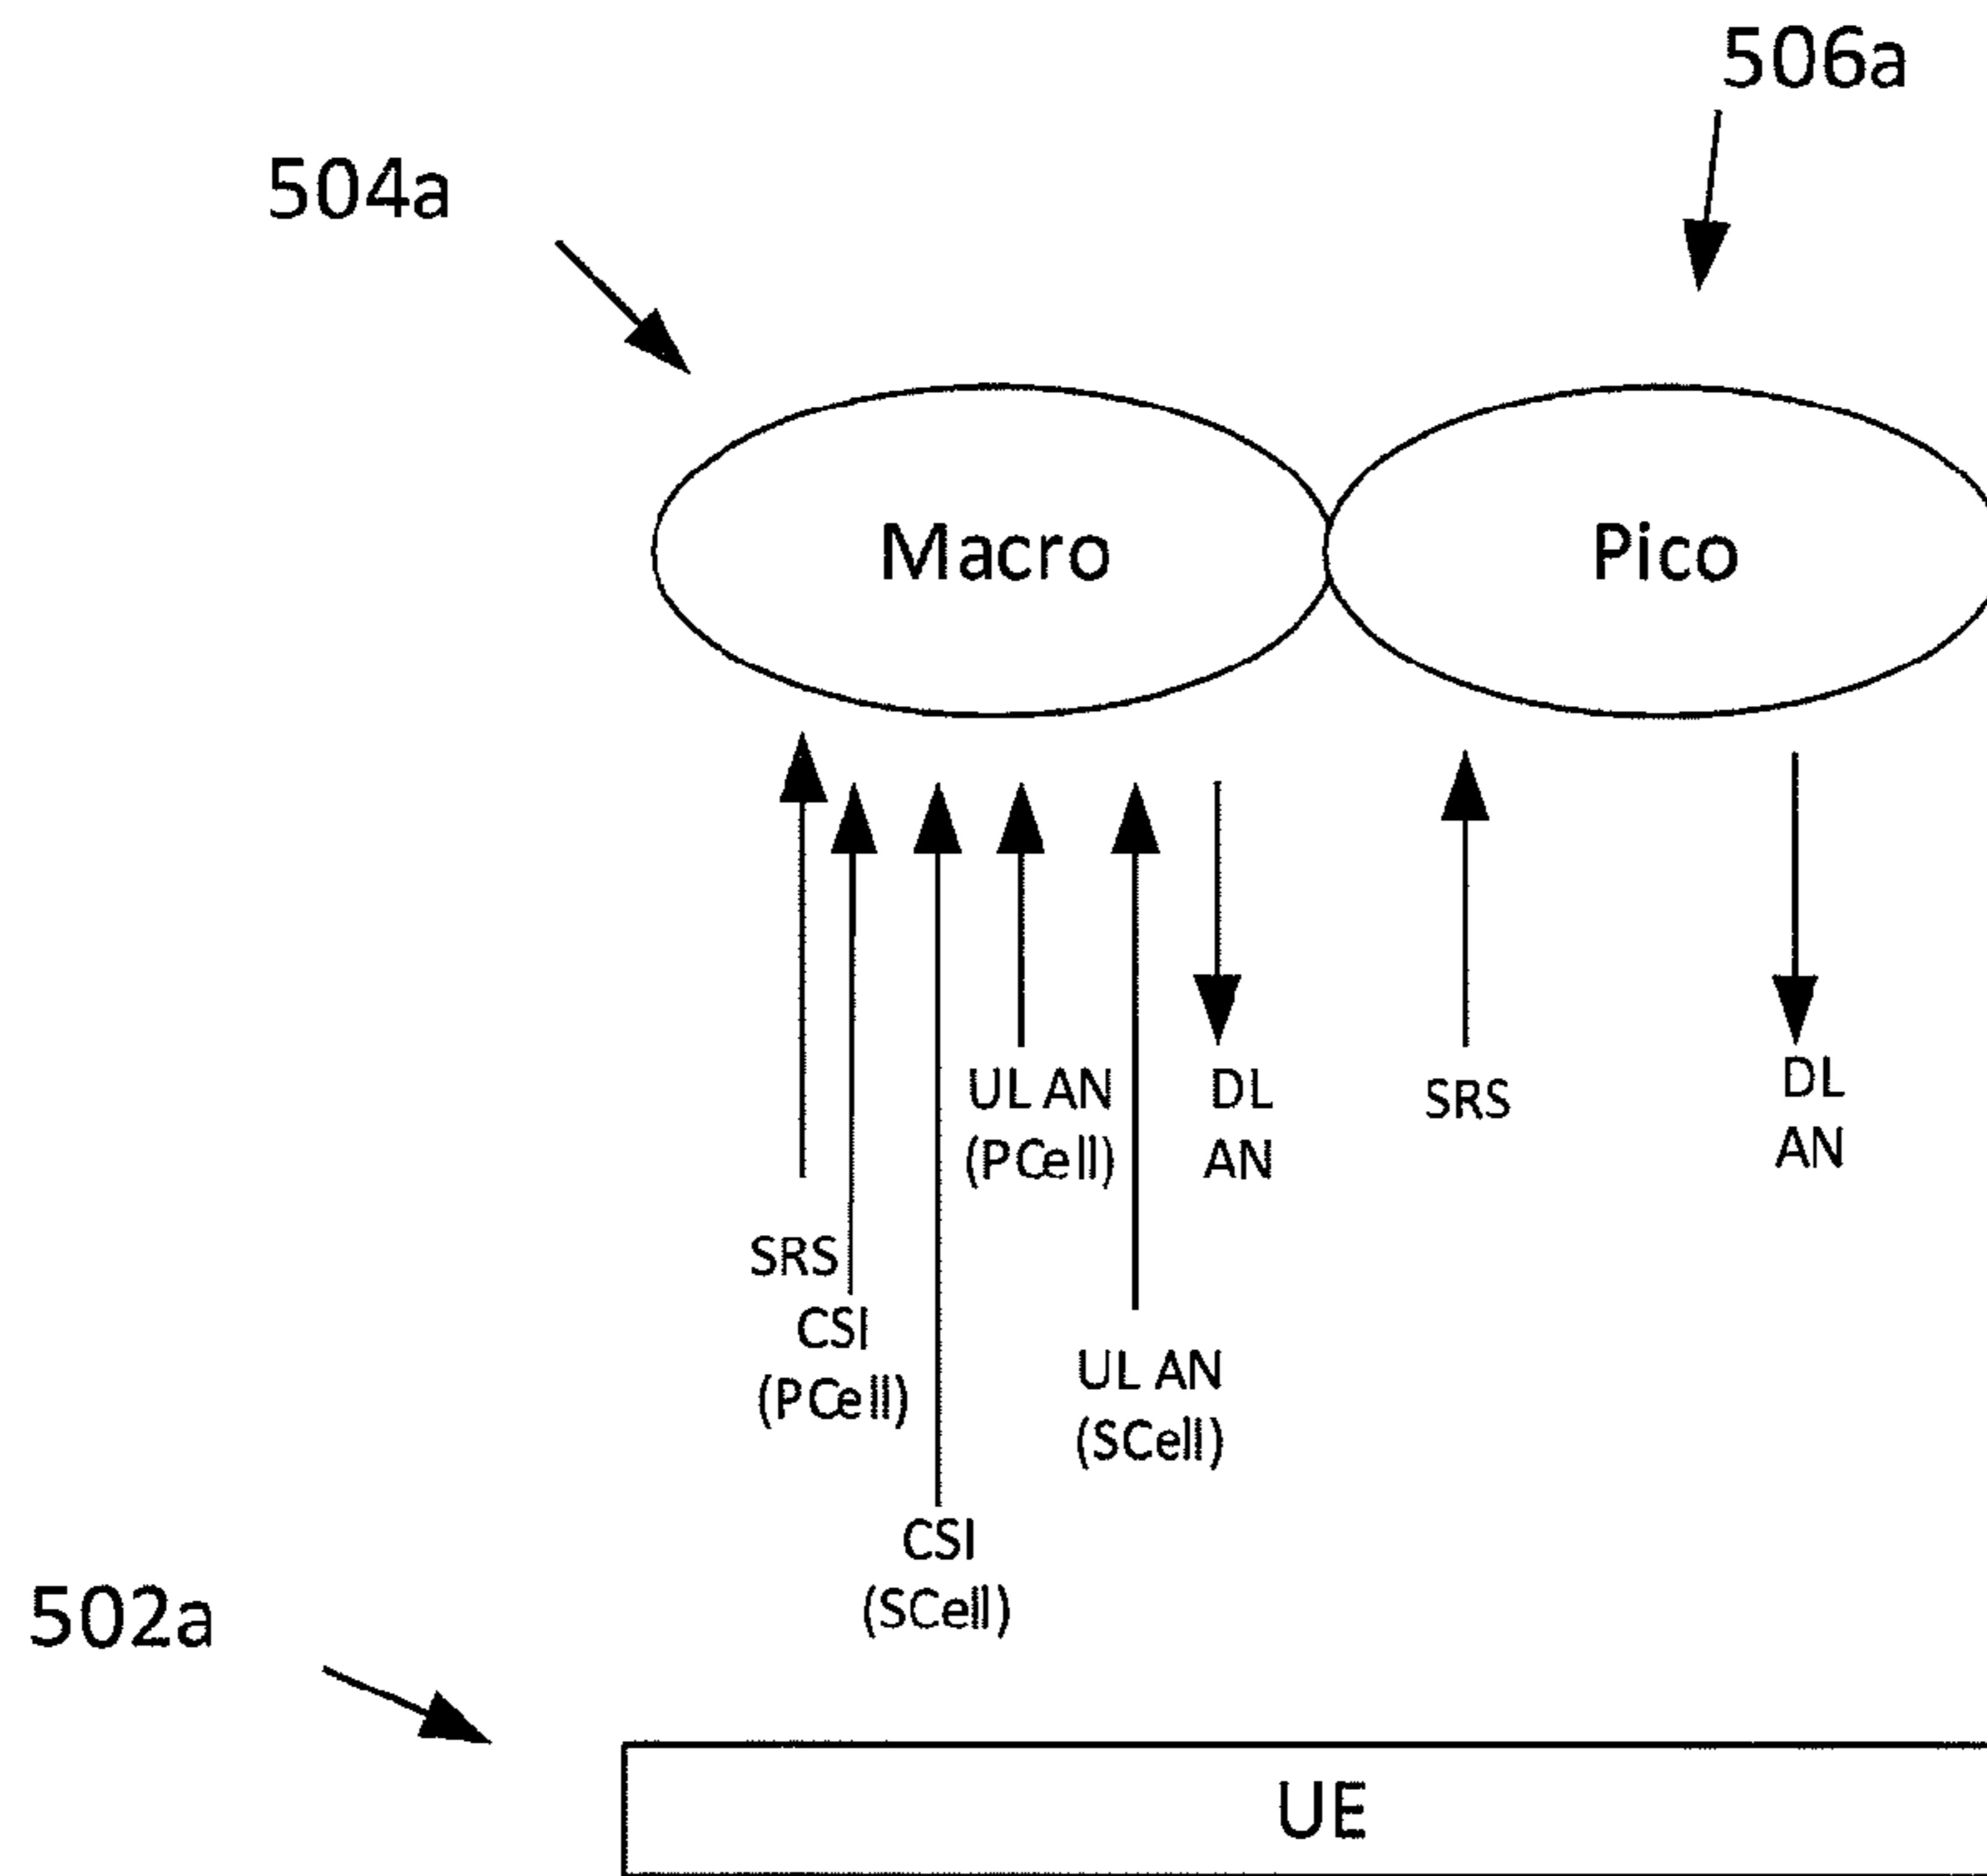 506a
504a
Macro
Pico
UL AN
(PCell)
DL
AN
SRS
DL
AN
SRS
CSI
(PCell)
UL AN
(SCell)
CSI
(SCell)
502a
UE